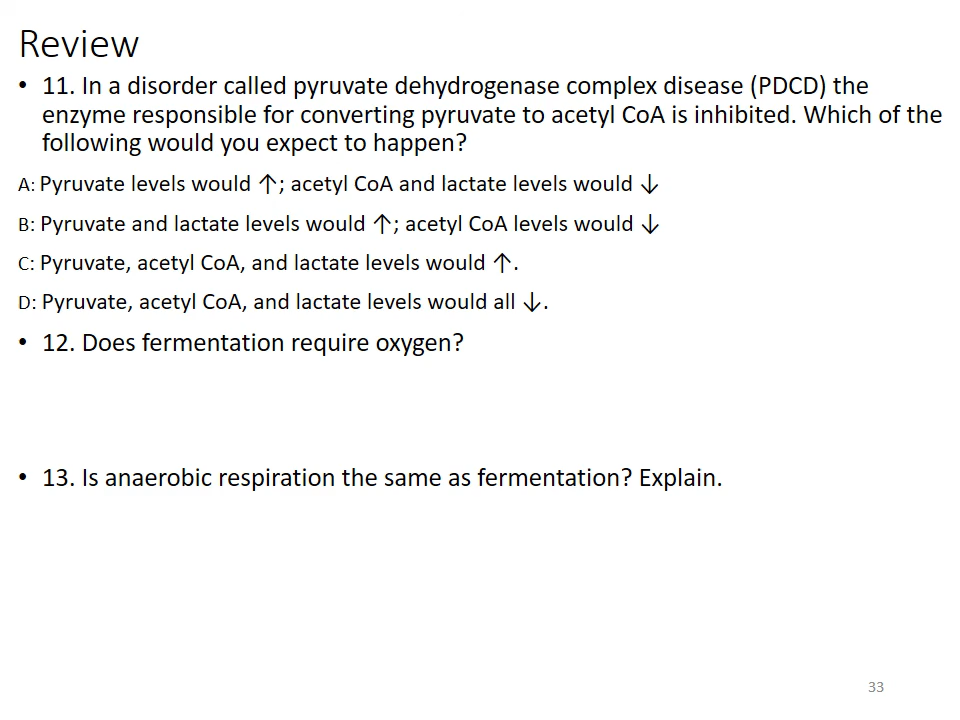 Review
• 11. In a disorder called pyruvate dehydrogenase complex disease (PDCD) the
enzyme responsible for converting pyruvate to acetyl CoA is inhibited. Which of the
following would you expect to happen?
A: Pyruvate levels would ↑; acetyl CoA and lactate levels would ↓
B: Pyruvate and lactate levels would ↑; acetyl CoA levels would ↓
C: Pyruvate, acetyl CoA, and lactate levels would ↑.
D: Pyruvate, acetyl CoA, and lactate levels would all ↓.
• 12. Does fermentation require oxygen?
• 13. Is anaerobic respiration the same as fermentation? Explain.
33